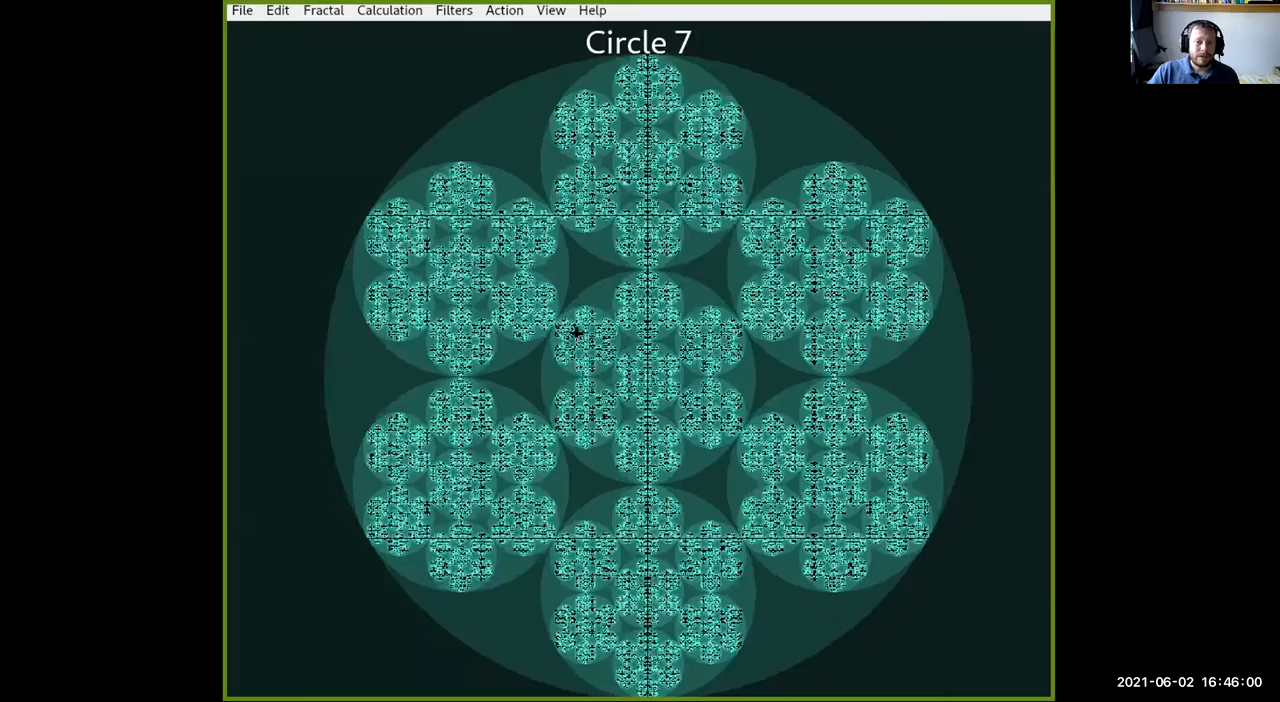 File Edit Fractal Calculation Filters Action View Help
Circle 7
2021-06-02 16:46:00